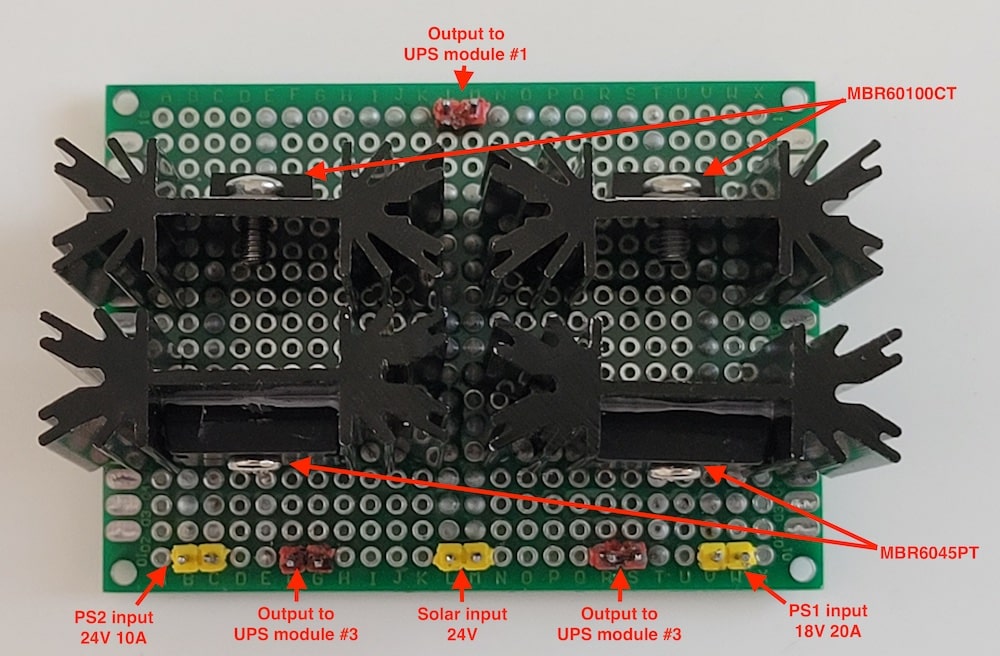 Output to
UPS module #1
MBR60100CT
A B C D E F G H I J K L M N O P Q R S T U V W X
MBR6045PT
B C D E G H I J K L M N O P Q R S T U V W X
PS2 input
24V 10A
Output to
UPS module #3
Solar input
24V
Output to
UPS module #3
PS1 input
18V 20A